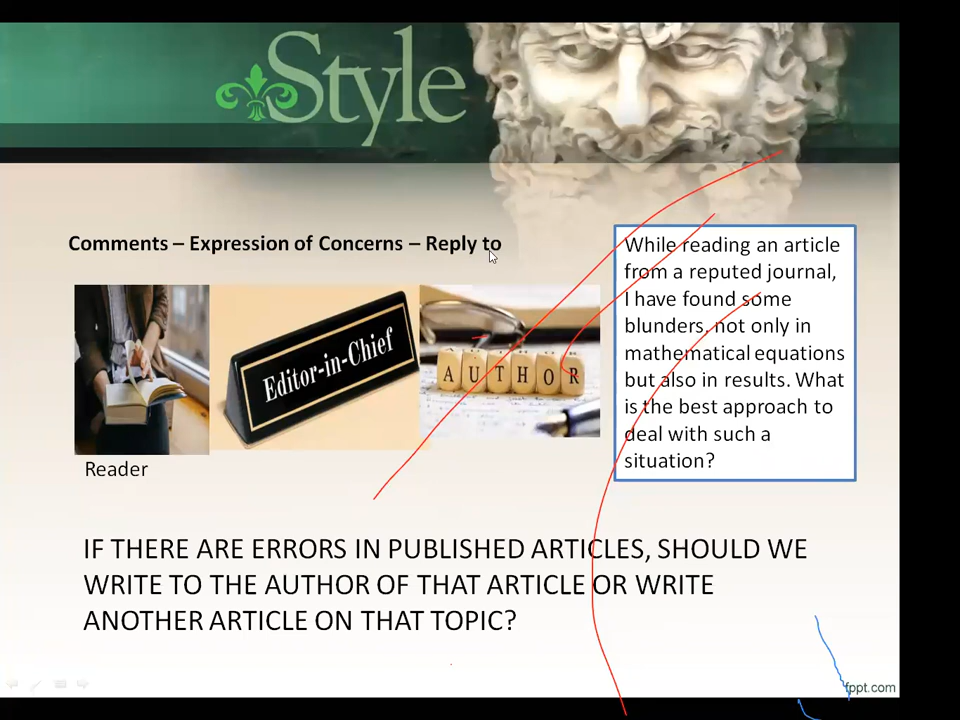 Style
Comments – Expression of Concerns – Reply to
While reading an article
from a reputed journal,
I have found some
blunders, not only in
mathematical equations
but also in results. What
is the best approach to
deal with such a
situation?
Editor-in-Chief
AUTHOR
Reader
IF THERE ARE ERRORS IN PUBLISHED ARTICLES, SHOULD WE
WRITE TO THE AUTHOR OF THAT ARTICLE OR WRITE
ANOTHER ARTICLE ON THAT TOPIC?
fppt.com